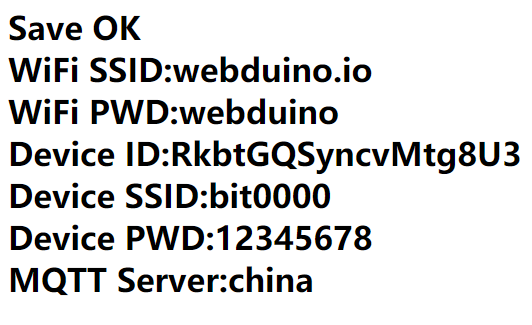 Save OK
WiFi SSID:webduino.io
WiFi PWD:webduino
Device ID:RkbtGQSyncvMtg8U3
Device SSID:bit0000
Device PWD:12345678
MQTT Server:china